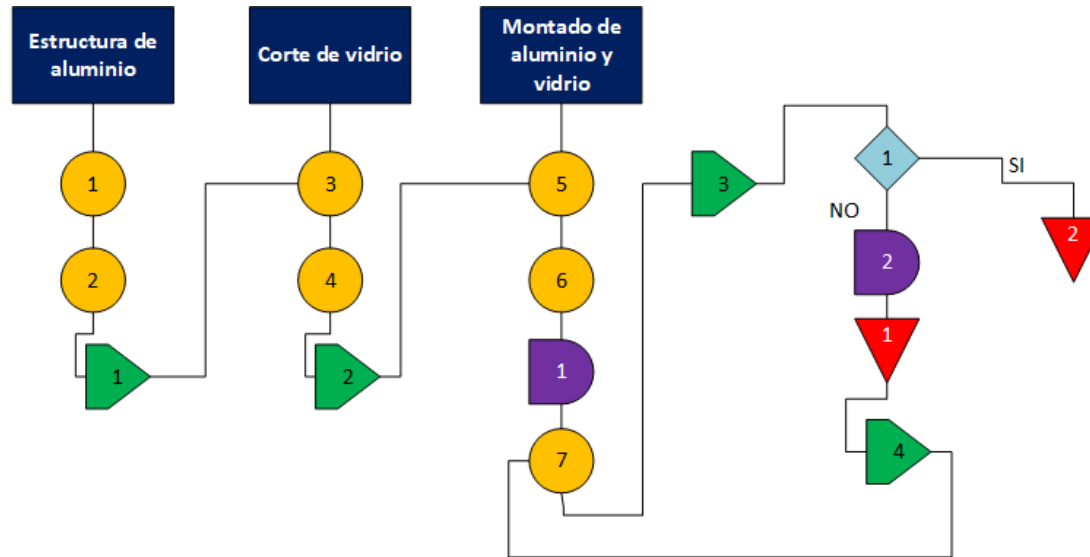 Estructura de
aluminio
Corte de vidrio
Montado de
aluminio y
vidrio
1
3
5
3
1
SI
NO
2
2
4
6
2
1
1
2
1
7
4